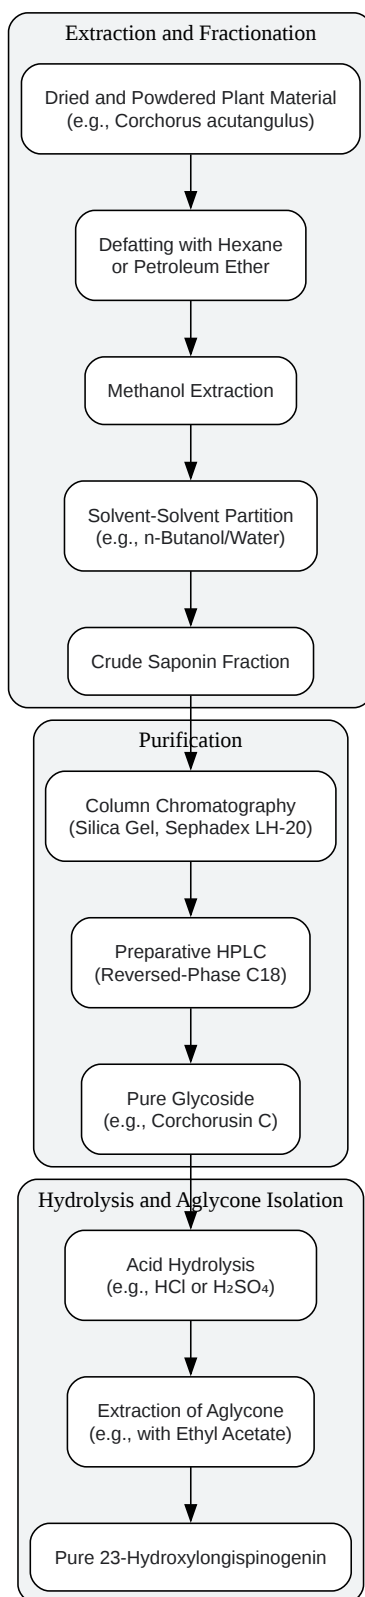 Extraction and Fractionation
Dried and Powdered Plant Material
(e.g., Corchorus acutangulus)
Defatting with Hexane
or Petroleum Ether
Methanol Extraction
Solvent-Solvent Partition
(e.g., n-Butanol/Water)
Crude Saponin Fraction
Purification
Column Chromatography
(Silica Gel, Sephadex LH-20)
Preparative HPLC
(Reversed-Phase C18)
Pure Glycoside
(e.g., Corchorusin C)
Hydrolysis and Aglycone Isolation
Acid Hydrolysis
(e.g., HCl or H₂SO₄)
Extraction of Aglycone
(e.g., with Ethyl Acetate)
Pure 23-Hydroxylongispinogenin